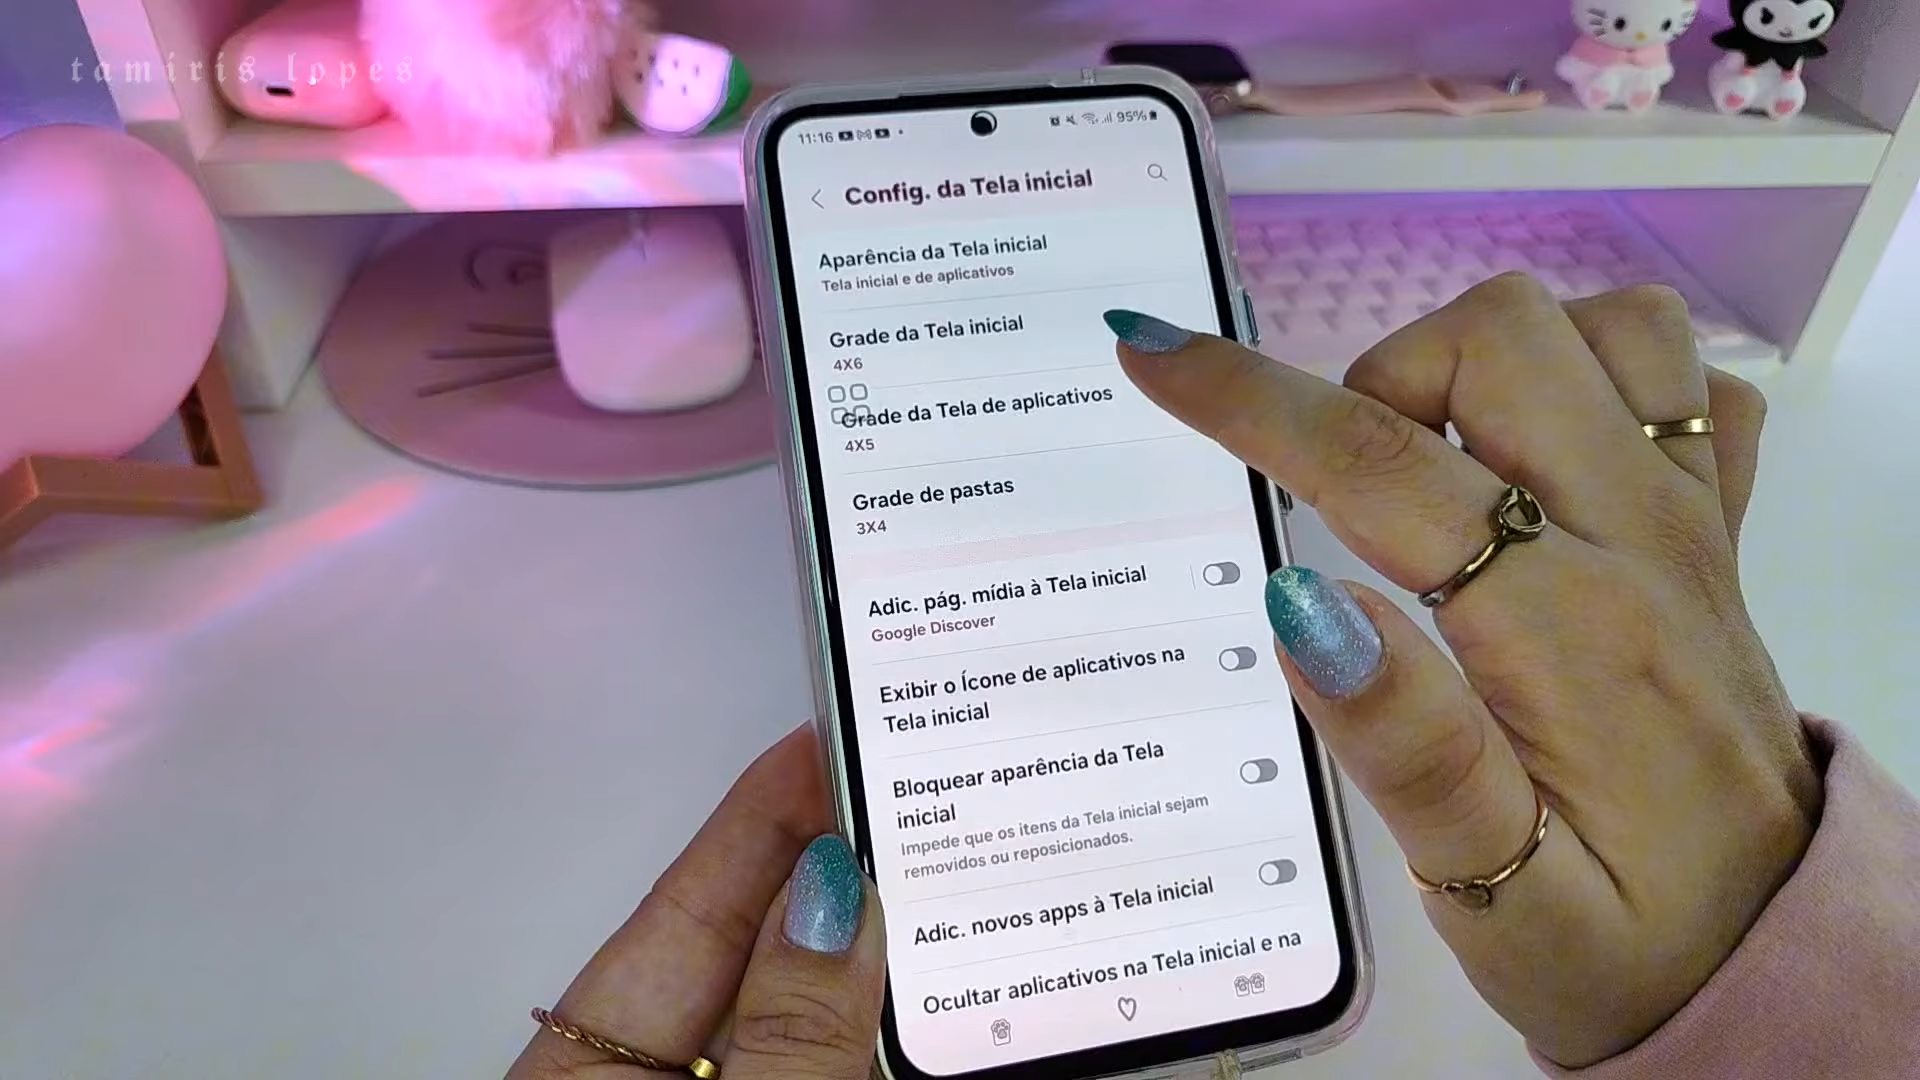 tamiris lopes
11:16
95%
Config. da Tela inicial
Aparência da Tela inicial
Tela inicial e de aplicativos
Grade da Tela inicial
4X6
Grade da Tela de aplicativos
4X5
Grade de pastas
3X4
Adic. pág. mídia à Tela inicial
Google Discover
Exibir o Ícone de aplicativos na
Tela inicial
Bloquear aparência da Tela
inicial
Impede que os itens da Tela inicial sejam
removidos ou reposicionados.
Adic. novos apps à Tela inicial
Ocultar aplicativos na Tela inicial e na